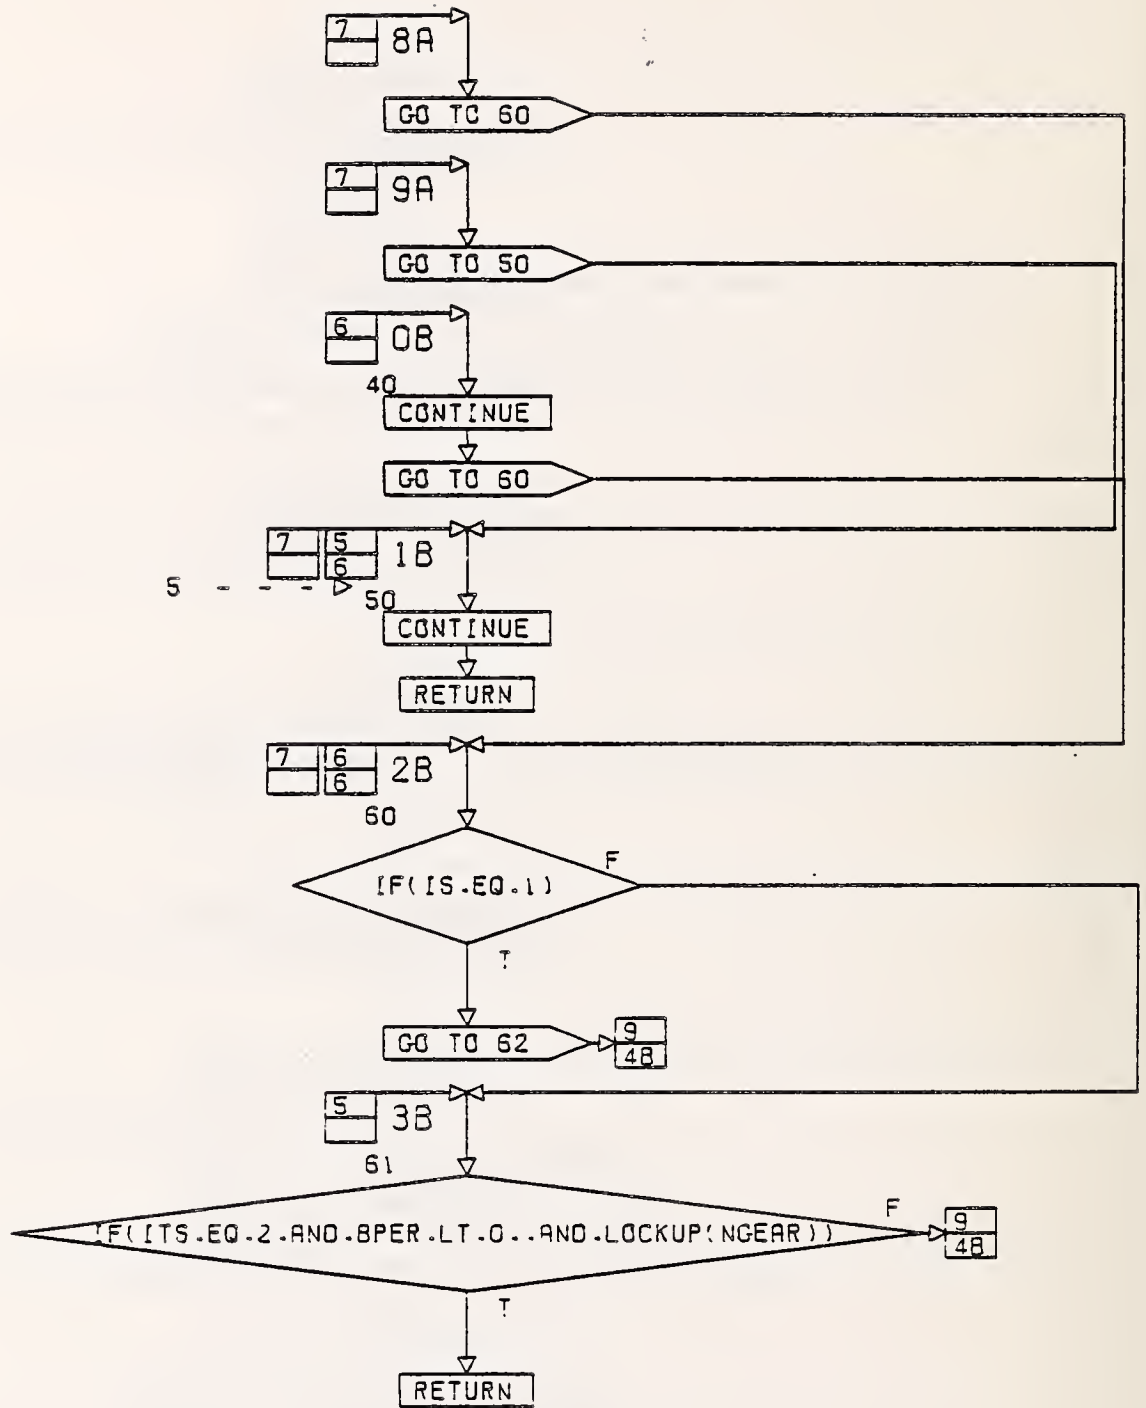 7 8A
GO TO 60
7 9A
GO TO 50
6 0B
40
CONTINUE
GO TO 60
7 5 1B
6
5 - - -
50
CONTINUE
RETURN
7 6 2B
6
60
F
IF(IS.EQ.1)
T
GO TO 62
9
4B
5 3B
61
F
IF(ITS.EQ.2.AND.BPER.LT.0..AND.LOCKUP(NGEAR))
9
4B
T
RETURN